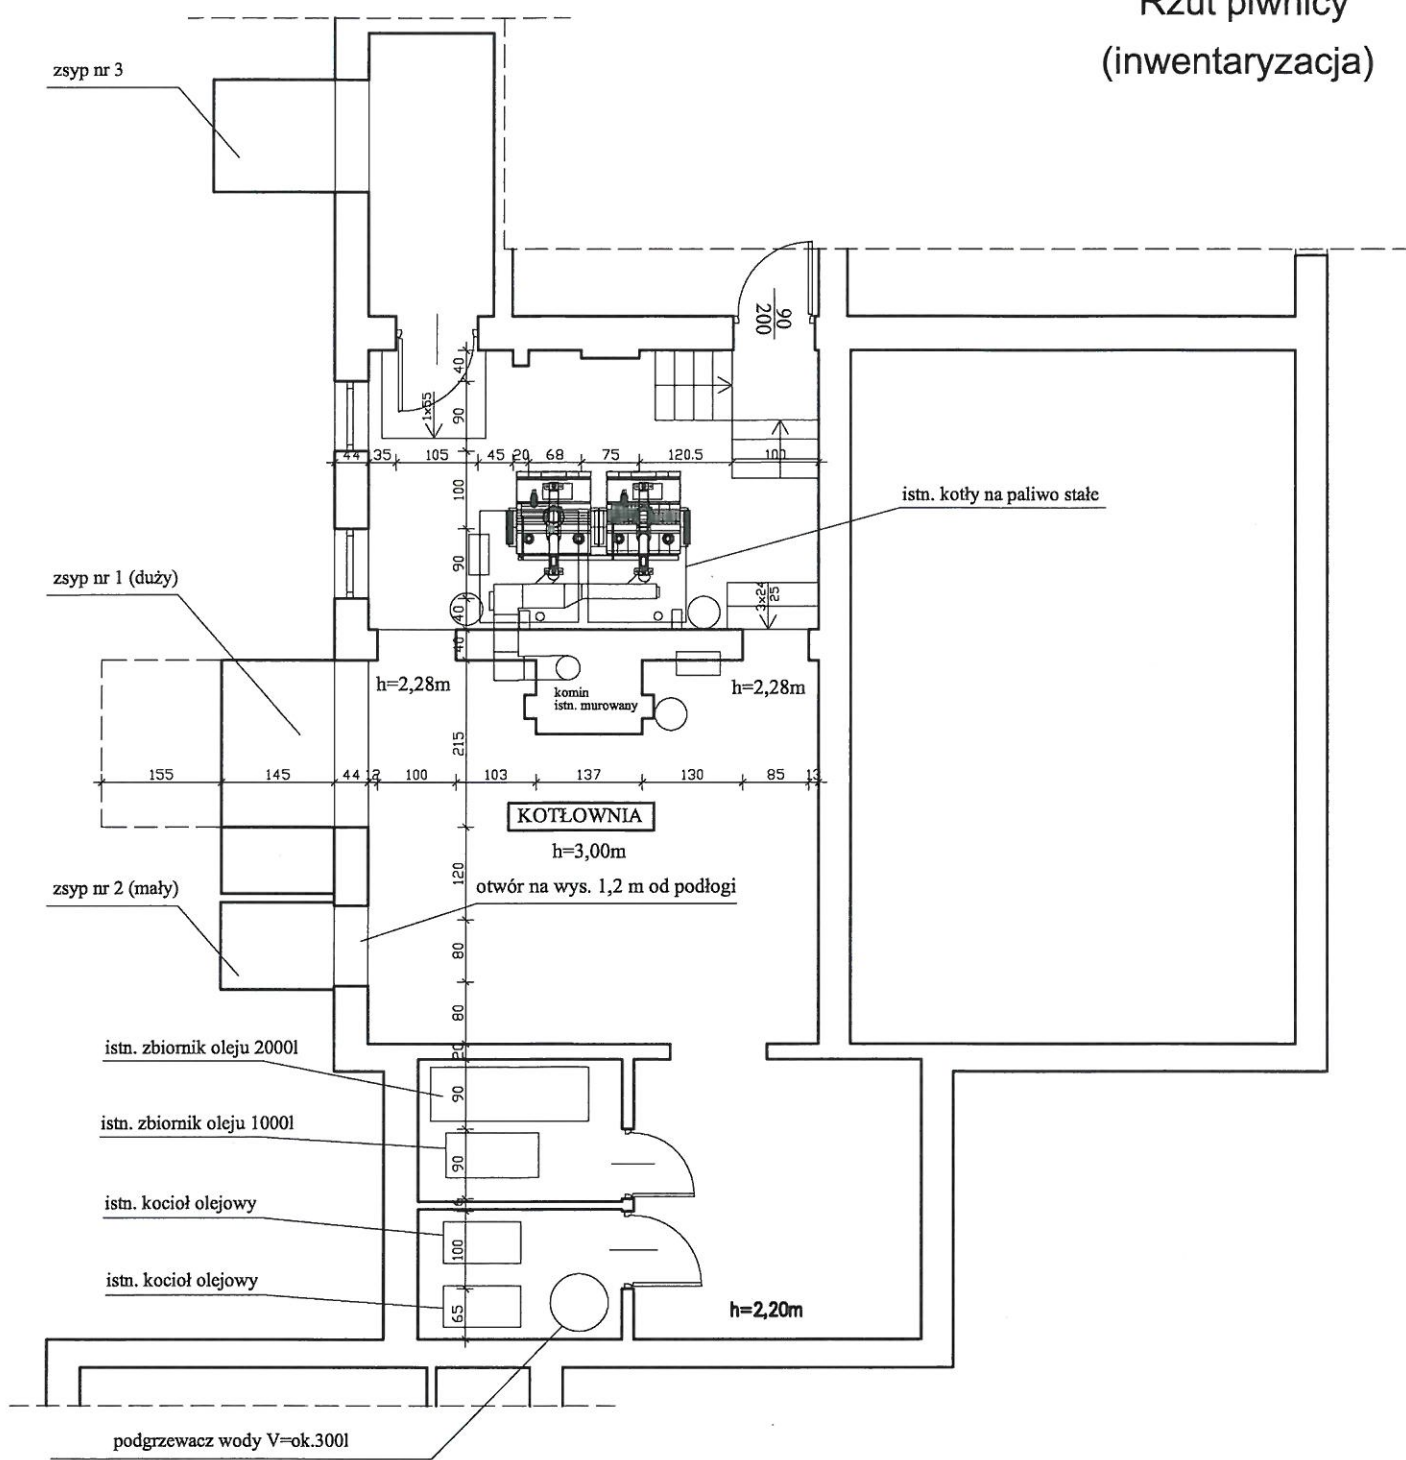 Rzut piwnicy
(inwentaryzacja)
zsyp nr 3
90
200
40
1x55
90
44 35 105 45 20 68 75 120.5 100
100
istn. kotły na paliwo stałe
90
zsyp nr 1 (duży)
3x24
25
40
40
h=2,28m
komin
istn. murowany
h=2,28m
215
155 145 44 12 100 103 137 130 85 13
KOTŁOWNIA
h=3,00m
120
zsyp nr 2 (mały)
otwór na wys. 1,2 m od podłogi
80
80
istn. zbiornik oleju 2000l
20
90
istn. zbiornik oleju 1000l
90
istn. kocioł olejowy
100
istn. kocioł olejowy
65
h=2,20m
podgrzewacz wody V=ok.300l